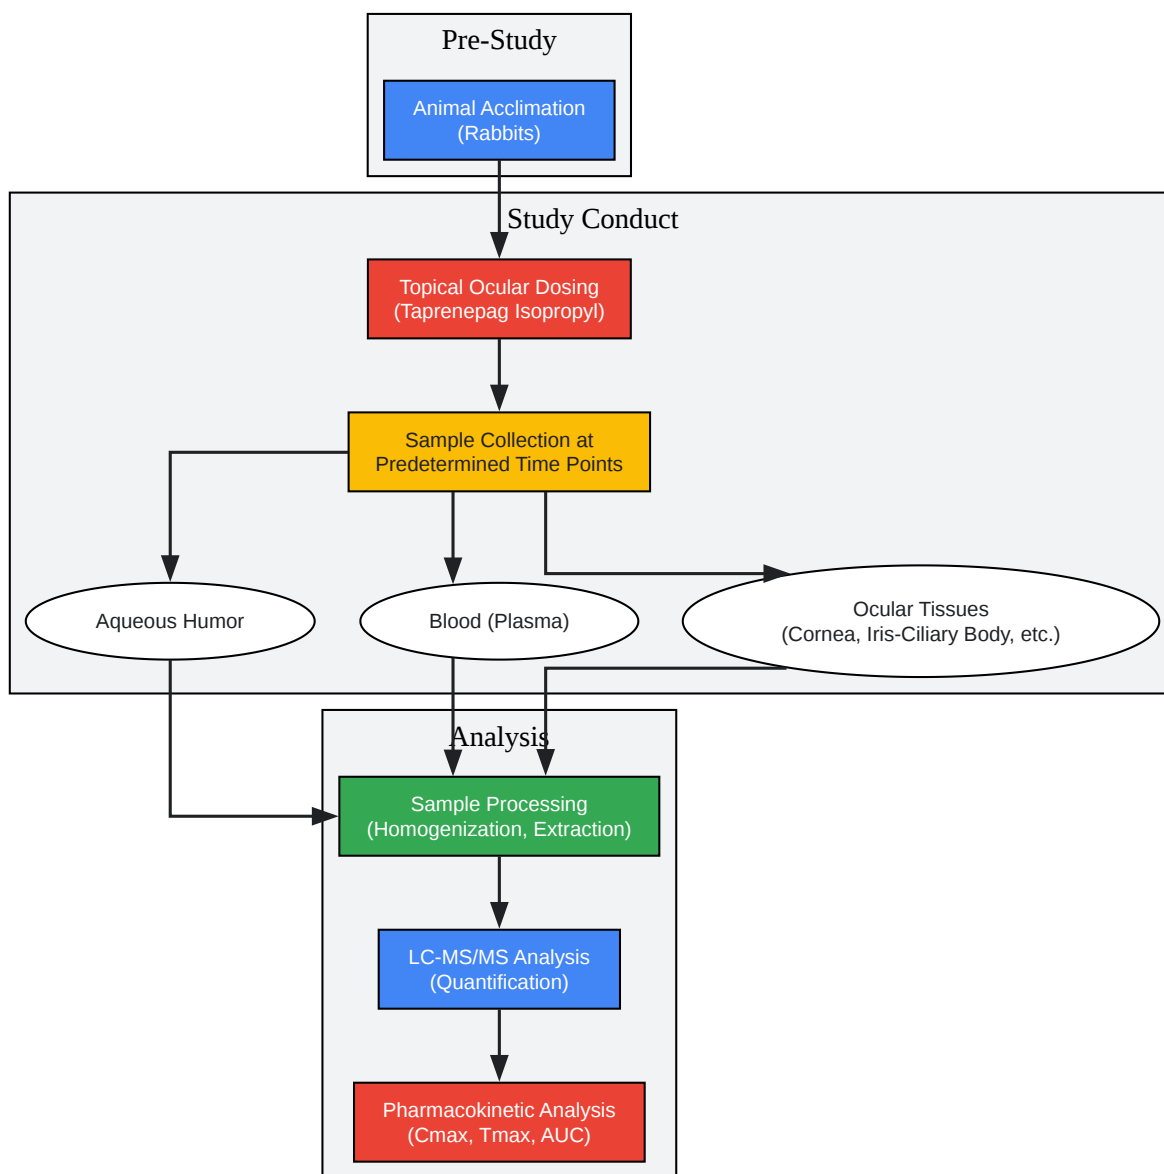 Pre-Study
Animal Acclimation
(Rabbits)
Study Conduct
Topical Ocular Dosing
(Taprenepag Isopropyl)
Sample Collection at
Predetermined Time Points
Aqueous Humor
Blood (Plasma)
Ocular Tissues
(Cornea, Iris-Ciliary Body, etc.)
Analysis
Sample Processing
(Homogenization, Extraction)
LC-MS/MS Analysis
(Quantification)
Pharmacokinetic Analysis
(Cmax, Tmax, AUC)